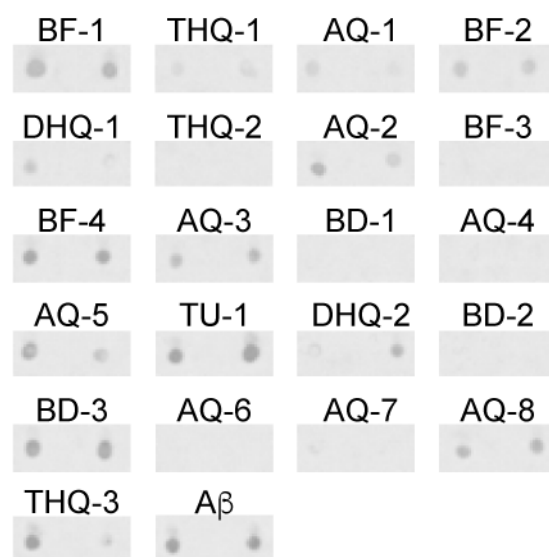 BF-1 THQ-1 AQ-1 BF-2
DHQ-1 THQ-2 AQ-2 BF-3
BF-4 AQ-3 BD-1 AQ-4
AQ-5 TU-1 DHQ-2 BD-2
BD-3 AQ-6 AQ-7 AQ-8
THQ-3 Aβ